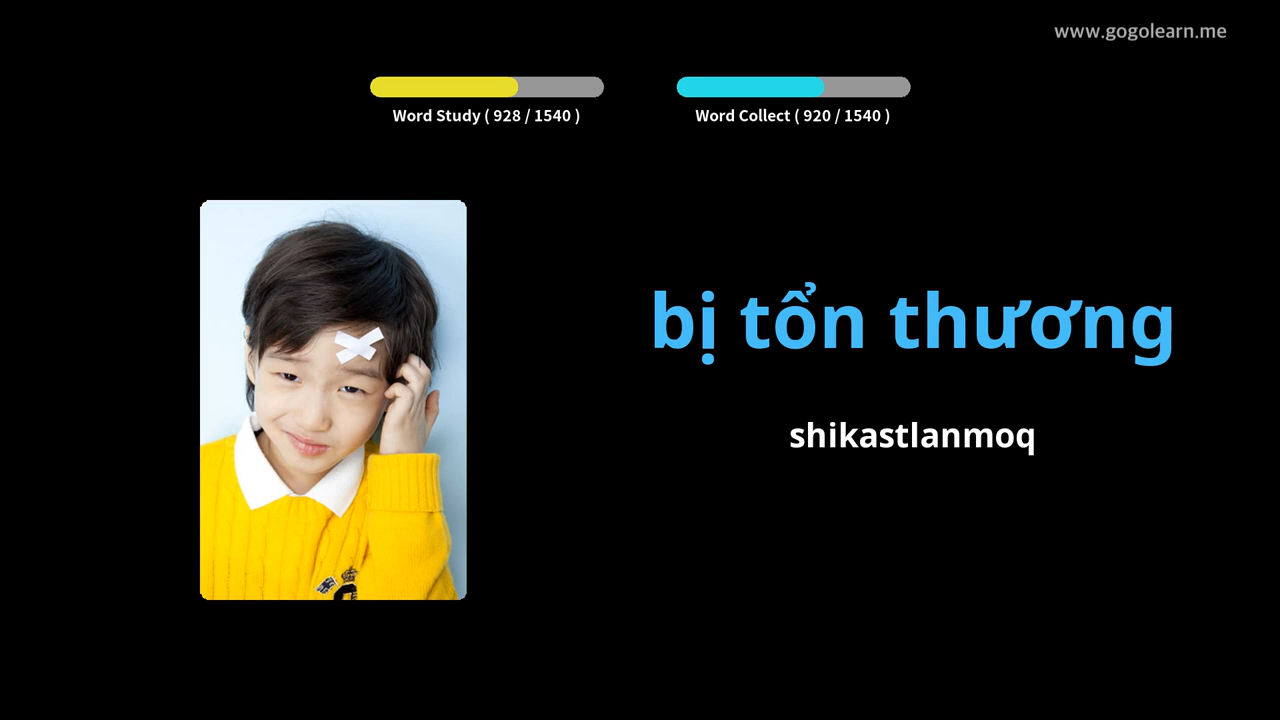 www.gogolearn.me
Word Study ( 928 / 1540 )
Word Collect ( 920 / 1540 )
bị tổn thương
shikastlanmoq